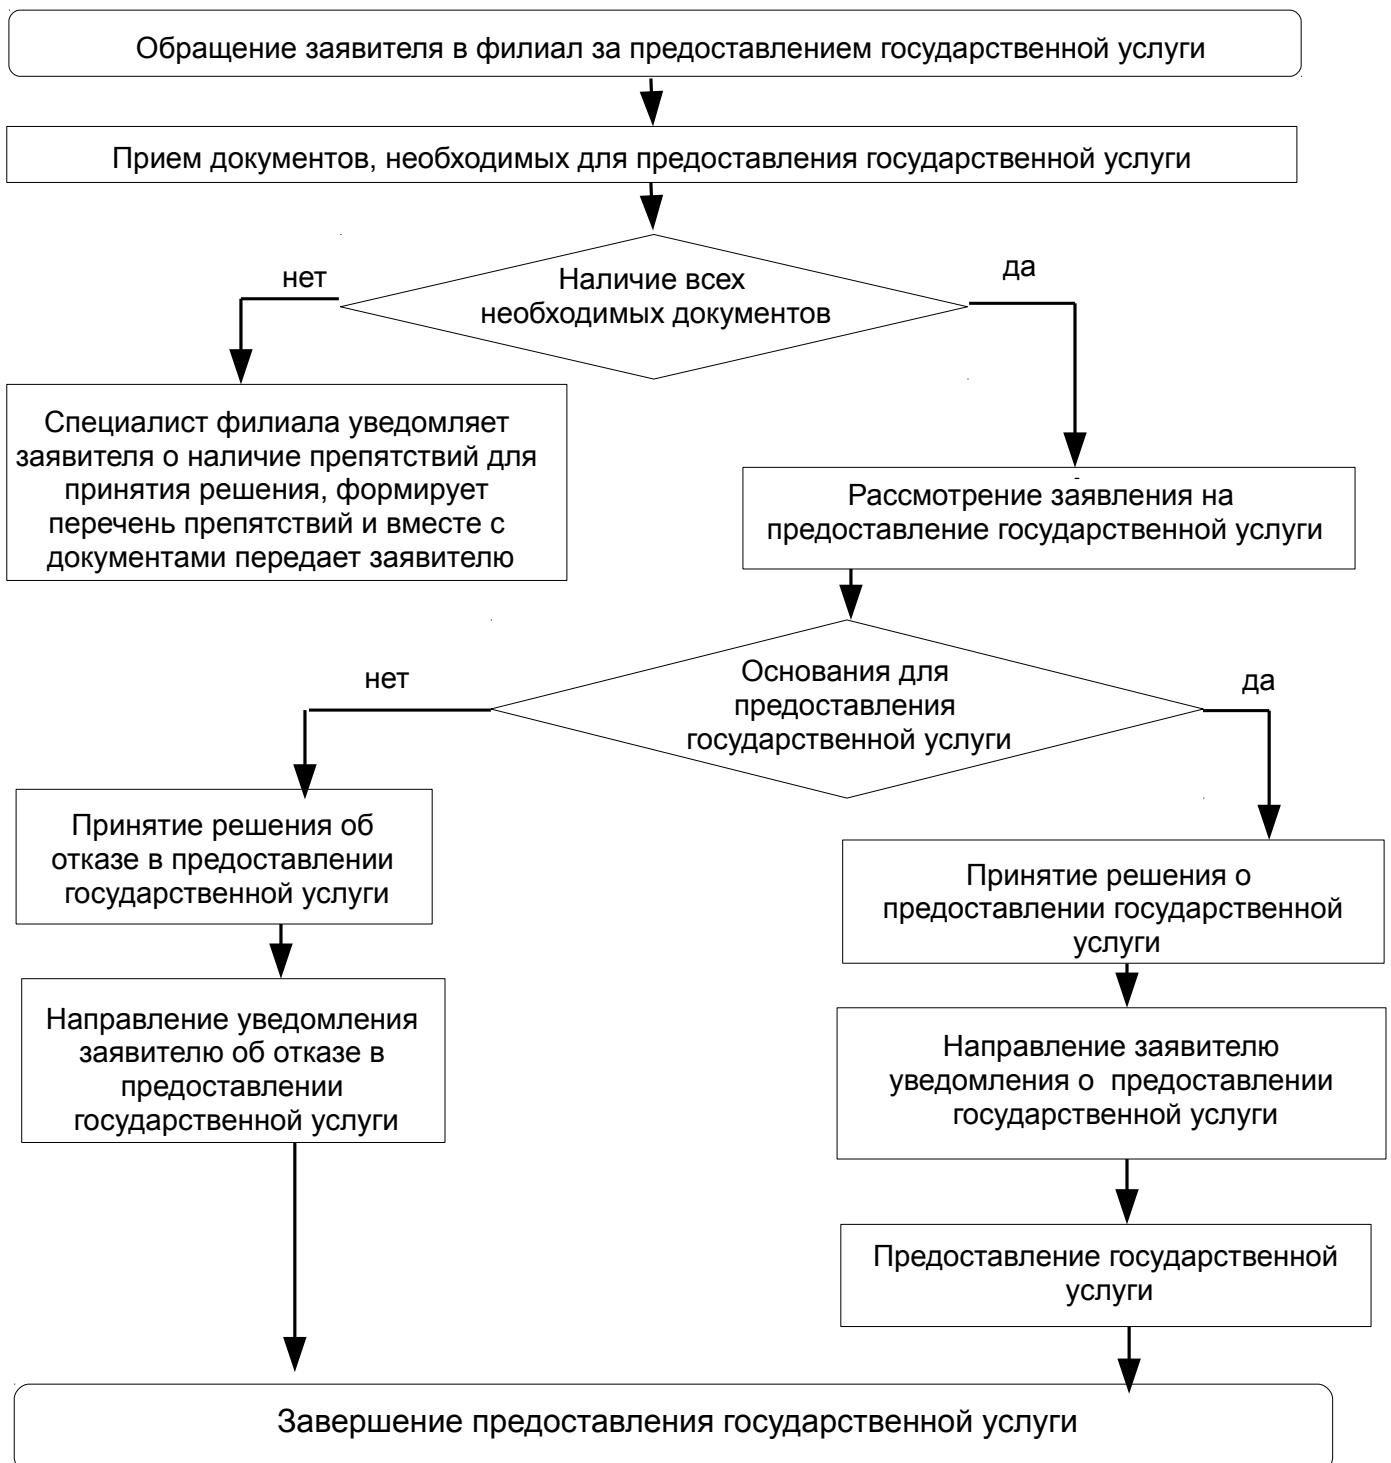 Обращение заявителя в филиал за предоставлением государственной услуги
Прием документов, необходимых для предоставления государственной услуги
нет
да
Наличие всех
необходимых документов
Специалист филиала уведомляет
заявителя о наличие препятствий для
принятия решения, формирует
перечень препятствий и вместе с
документами передает заявителю
Рассмотрение заявления на
предоставление государственной услуги
нет
да
Основания для
предоставления
государственной услуги
Принятие решения об
отказе в предоставлении
государственной услуги
Принятие решения о
предоставлении государственной
услуги
Направление уведомления
заявителю об отказе в
предоставлении
государственной услуги
Направление заявителю
уведомления о  предоставлении
государственной услуги
Предоставление государственной
услуги
Завершение предоставления государственной услуги